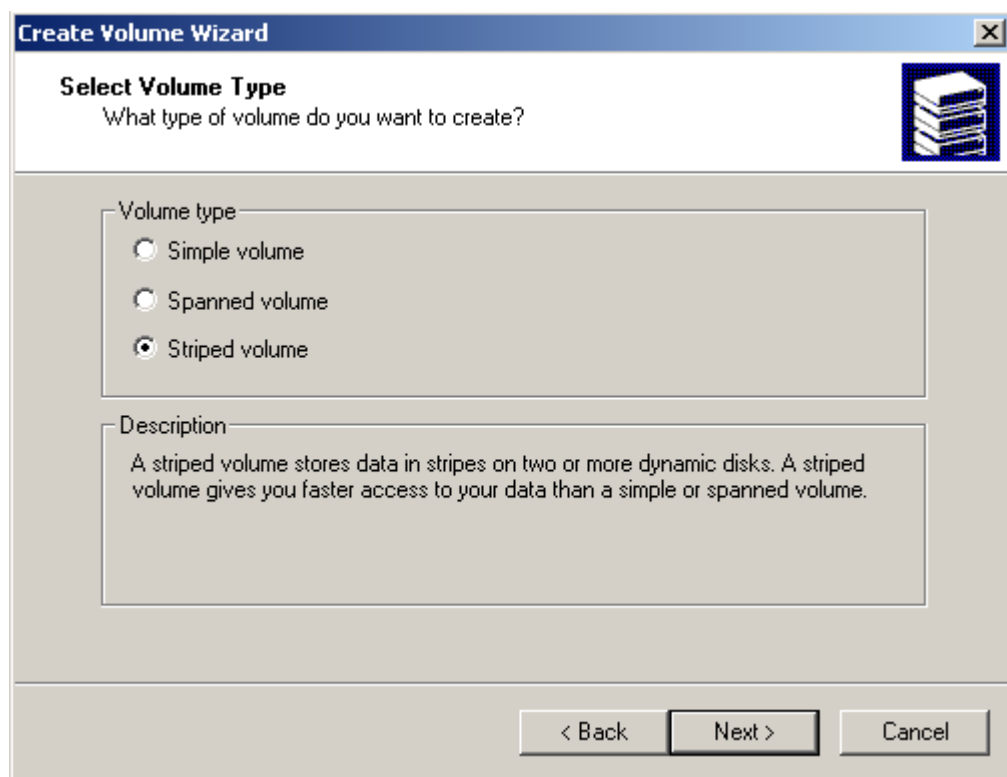 Create Volume Wizard
Select Volume Type
What type of volume do you want to create?
Volume type
Simple volume
Spanned volume
Striped volume
Description
A striped volume stores data in stripes on two or more dynamic disks. A striped
volume gives you faster access to your data than a simple or spanned volume.
< Back Next > Cancel